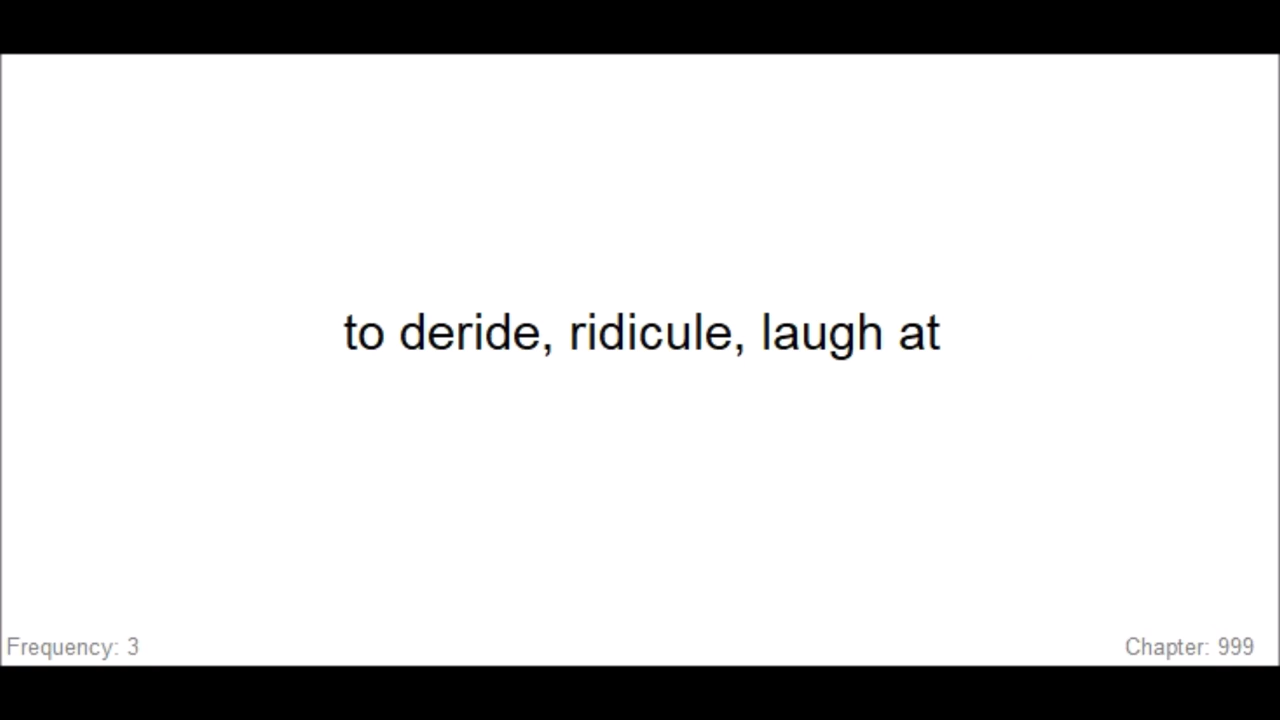 to deride, ridicule, laugh at
Frequency: 3
Chapter: 999